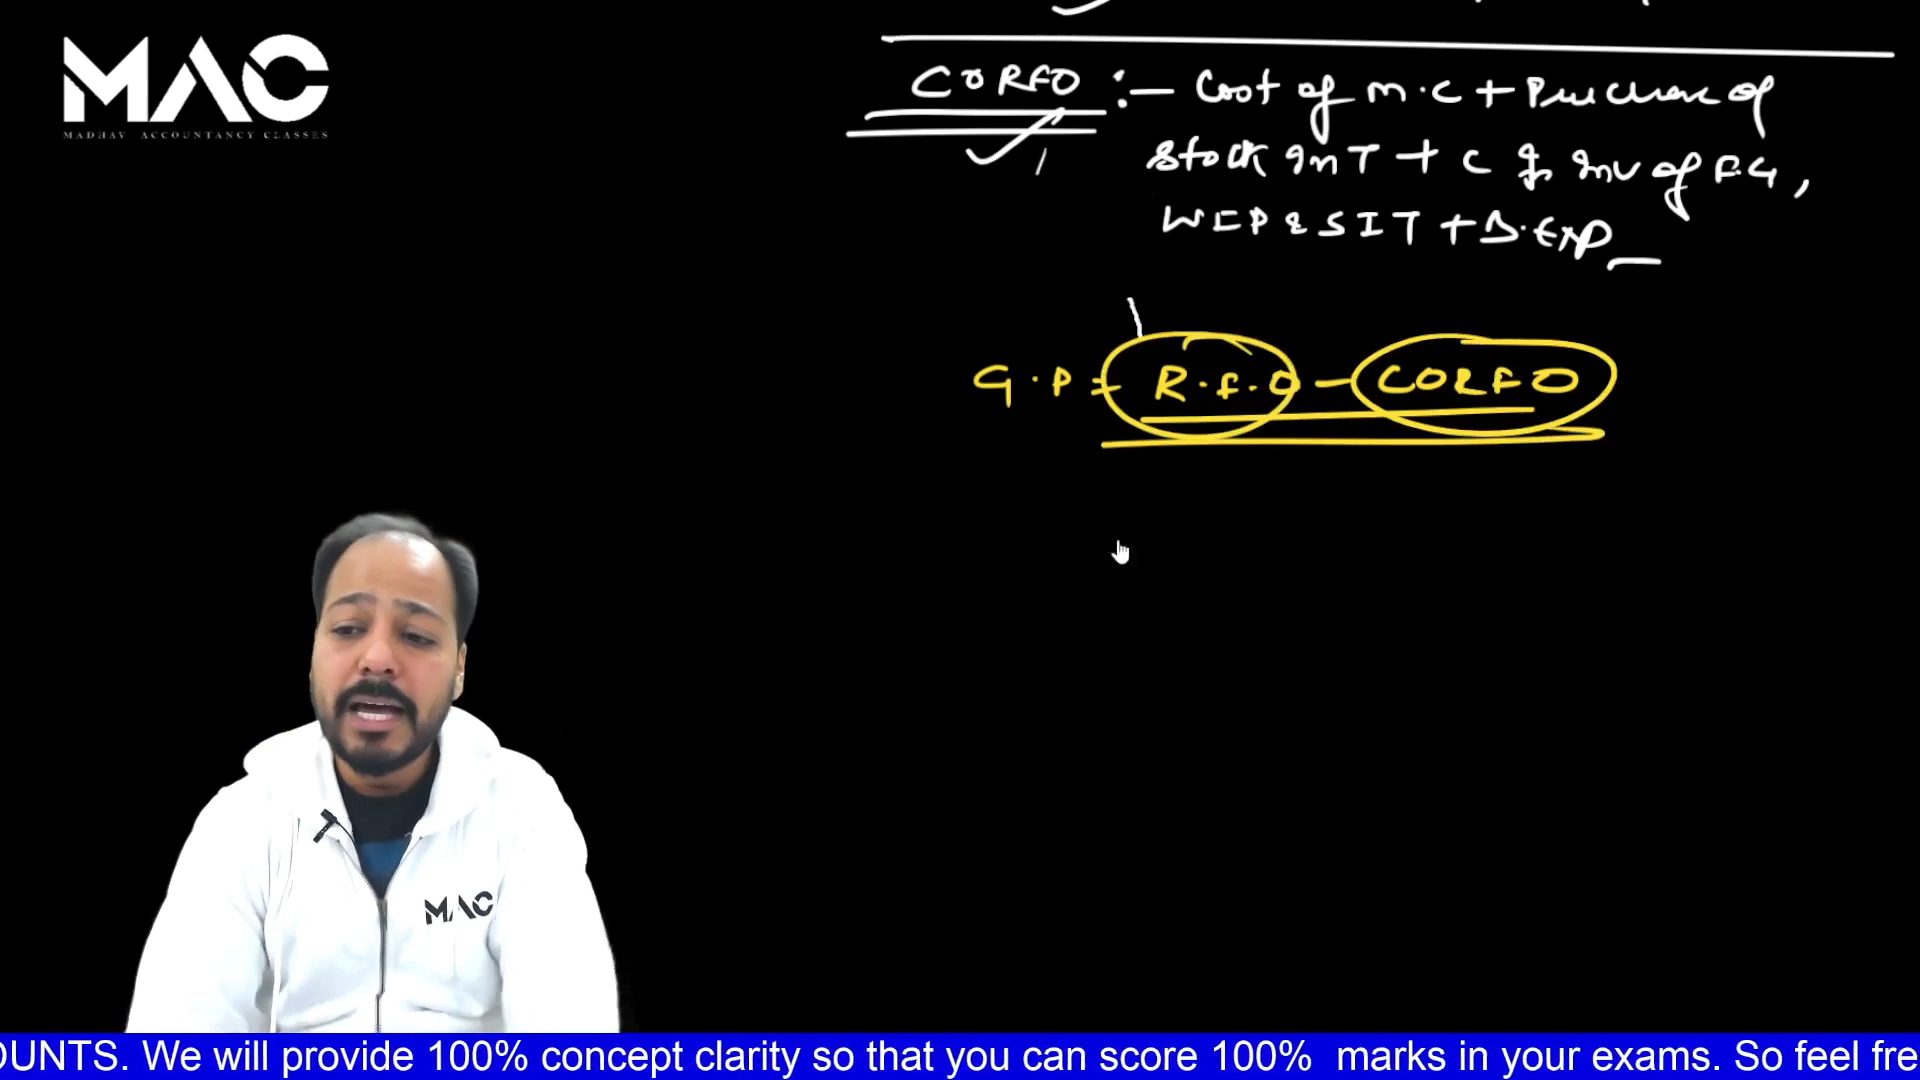 MAC
MADHAV ACCOUNTANCY CLASSES
CORFO :- Cost of m.c + Purchase of
Stock in T + C in inv of F.G,
WIP & SIT + D.Exp
G.P = R.f.O - CORFO
MAC
OUNTS. We will provide 100% concept clarity so that you can score 100% marks in your exams. So feel fre